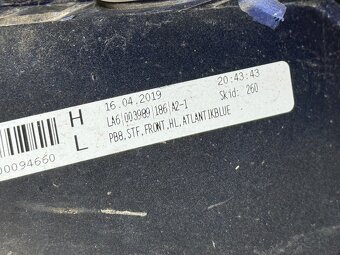 16.04.2019 20:43:43
H LA6|003989|186|A2-1 Skid: 260
L PB8,STF,FRONT,HL,ATLANTIKBLUE
00094660